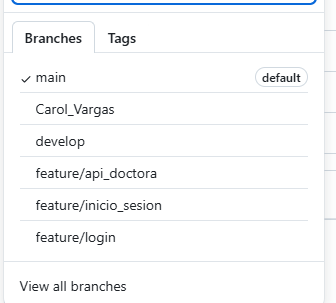 Branches
Tags
main
default
Carol_Vargas
develop
feature/api_doctora
feature/inicio_sesion
feature/login
View all branches